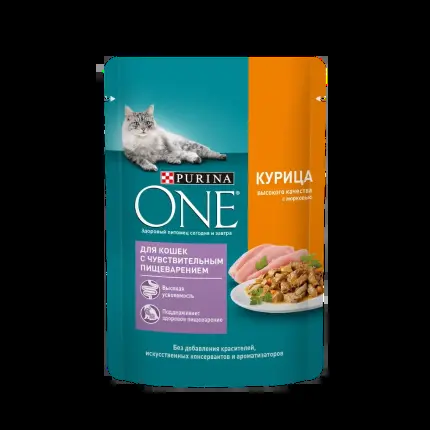 PURINA
ONE®
Здоровый питомец сегодня и завтра
КУРИЦА
высокого качества
с морковью
ДЛЯ КОШЕК
С ЧУВСТВИТЕЛЬНЫМ
ПИЩЕВАРЕНИЕМ
Высокая
усвояемость
Поддерживает
здоровое пищеварение
Без добавления красителей,
искусственных консервантов и ароматизаторов